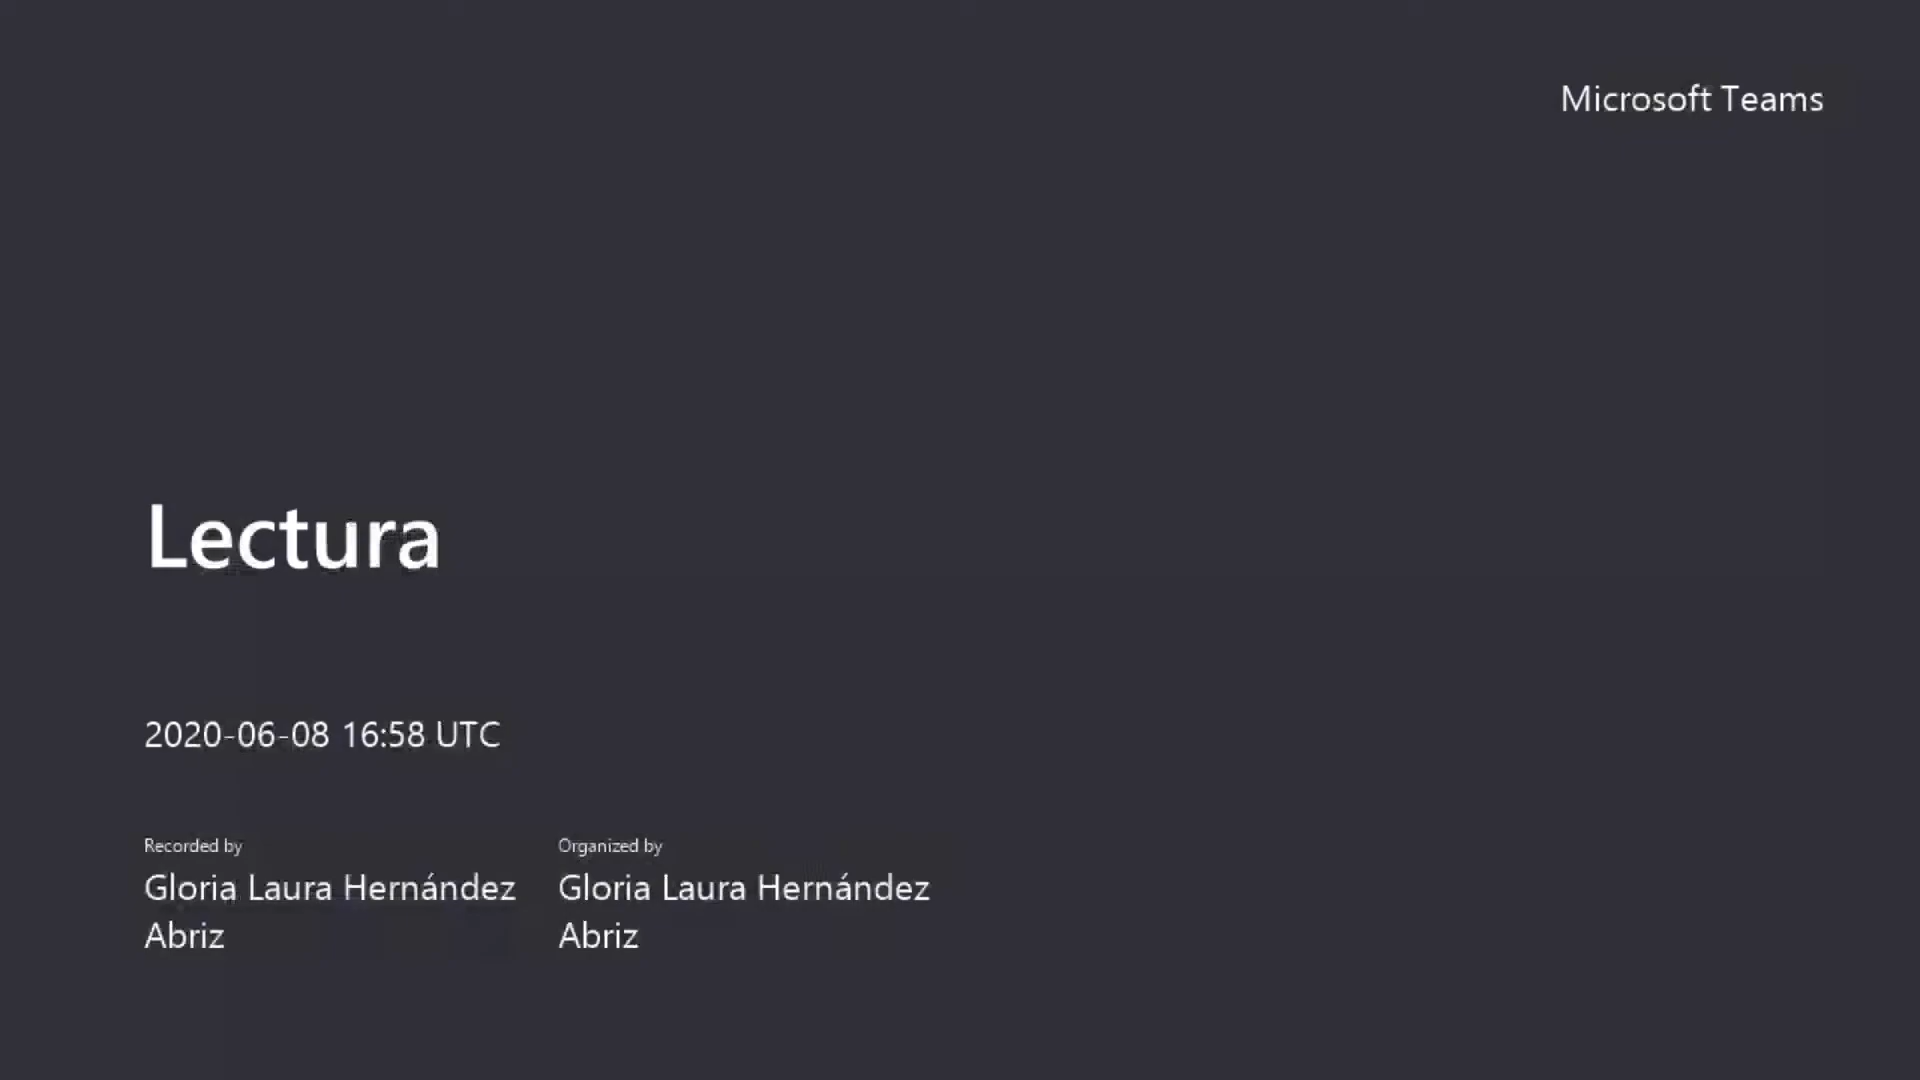 Microsoft Teams
Lectura
2020-06-08 16:58 UTC
Recorded by
Gloria Laura Hernández
Abriz
Organized by
Gloria Laura Hernández
Abriz